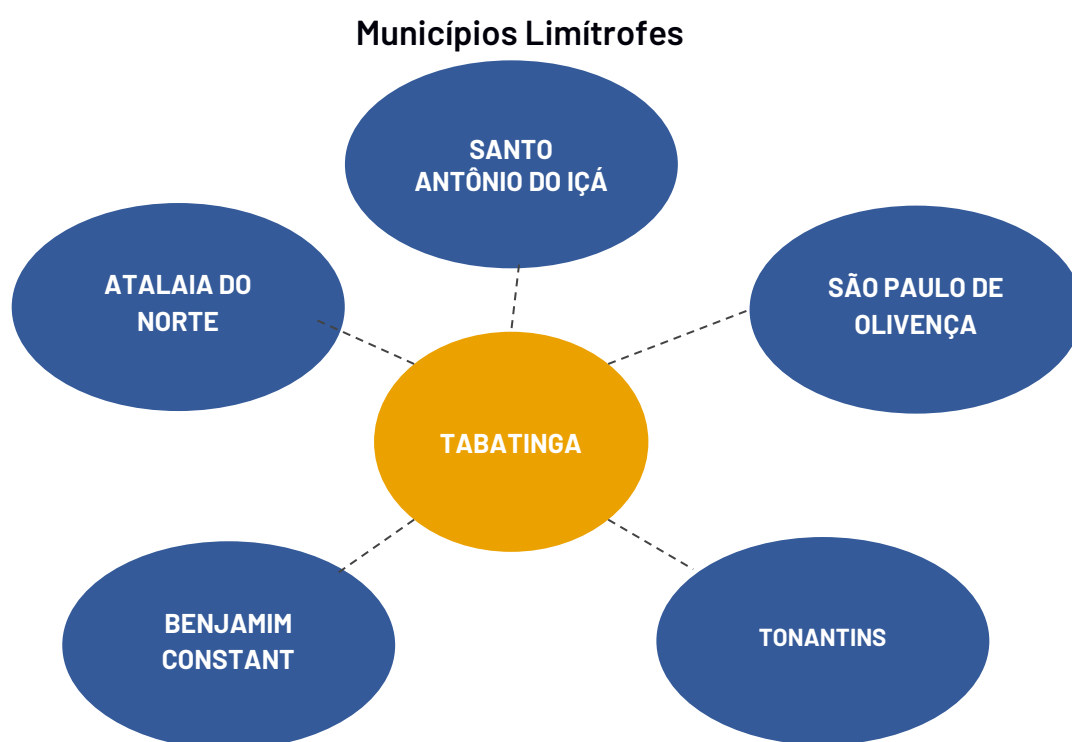 Municípios Limítrofes
SANTO
ANTÔNIO DO IÇÁ
ATALAIA DO
NORTE
SÃO PAULO DE
OLIVENÇA
TABATINGA
BENJAMIM
CONSTANT
TONANTINS